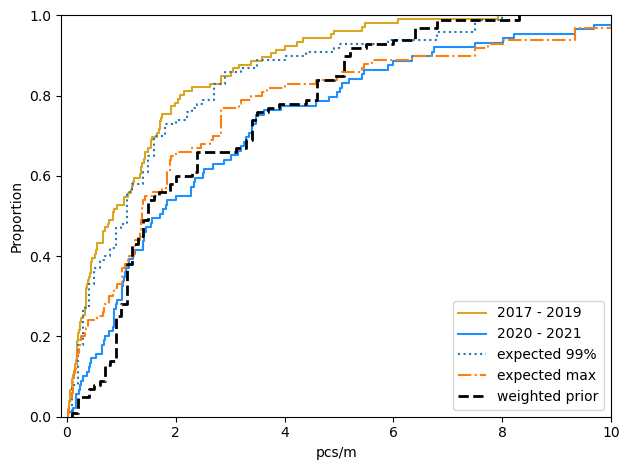 1.0
0.8
0.6
0.4
0.2
0.0
Proportion
0 2 4 6 8 10
pcs/m
2017 - 2019
2020 - 2021
expected 99%
expected max
weighted prior